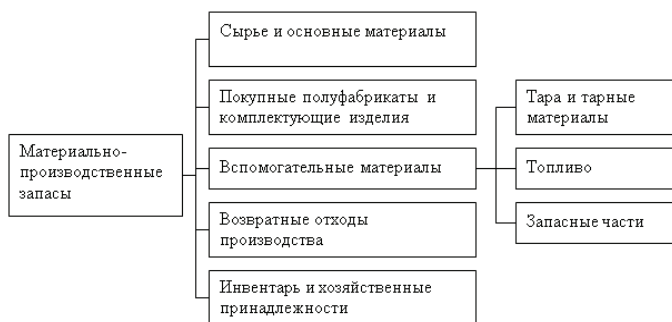 Материально-
производственные
запасы
Сырье и основные материалы
Покупные полуфабрикаты и
комплектующие изделия
Вспомогательные материалы
Возвратные отходы
производства
Инвентарь и хозяйственные
принадлежности
Тара и тарные
материалы
Топливо
Запасные части